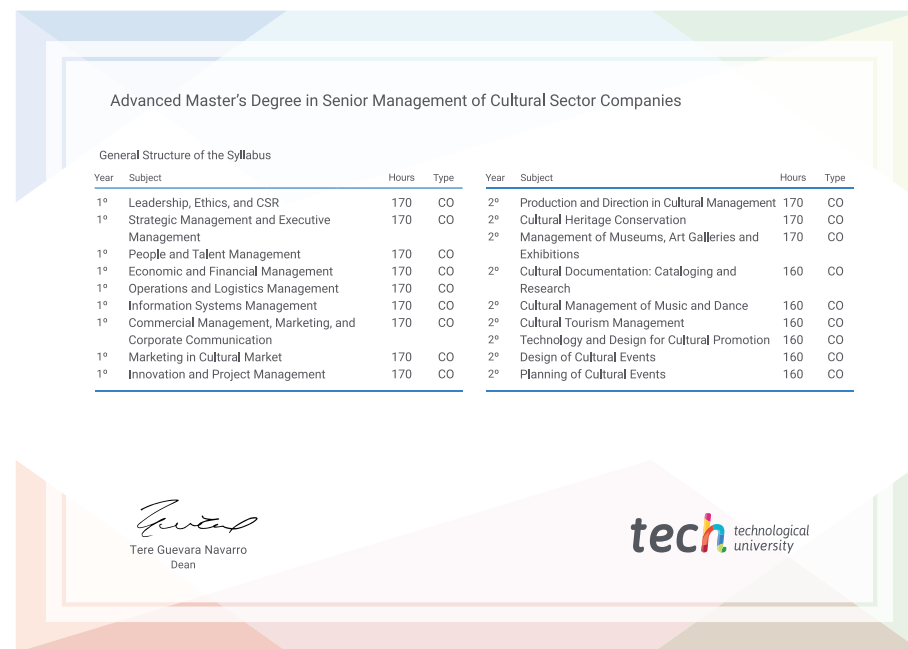 Advanced Master's Degree in Senior Management of Cultural Sector Companies
General Structure of the Syllabus
Year Subject Hours Type
1º Leadership, Ethics, and CSR 170 CO
1º Strategic Management and Executive 170 CO
Management
1º People and Talent Management 170 CO
1º Economic and Financial Management 170 CO
1º Operations and Logistics Management 170 CO
1º Information Systems Management 170 CO
1º Commercial Management, Marketing, and 170 CO
Corporate Communication
1º Marketing in Cultural Market 170 CO
1º Innovation and Project Management 170 CO
Year Subject Hours Type
2º Production and Direction in Cultural Management 170 CO
2º Cultural Heritage Conservation 170 CO
2º Management of Museums, Art Galleries and 170 CO
Exhibitions
2º Cultural Documentation: Cataloging and 160 CO
Research
2º Cultural Management of Music and Dance 160 CO
2º Cultural Tourism Management 160 CO
2º Technology and Design for Cultural Promotion 160 CO
2º Design of Cultural Events 160 CO
2º Planning of Cultural Events 160 CO
Tere Guevara Navarro
Dean
tech technological
university